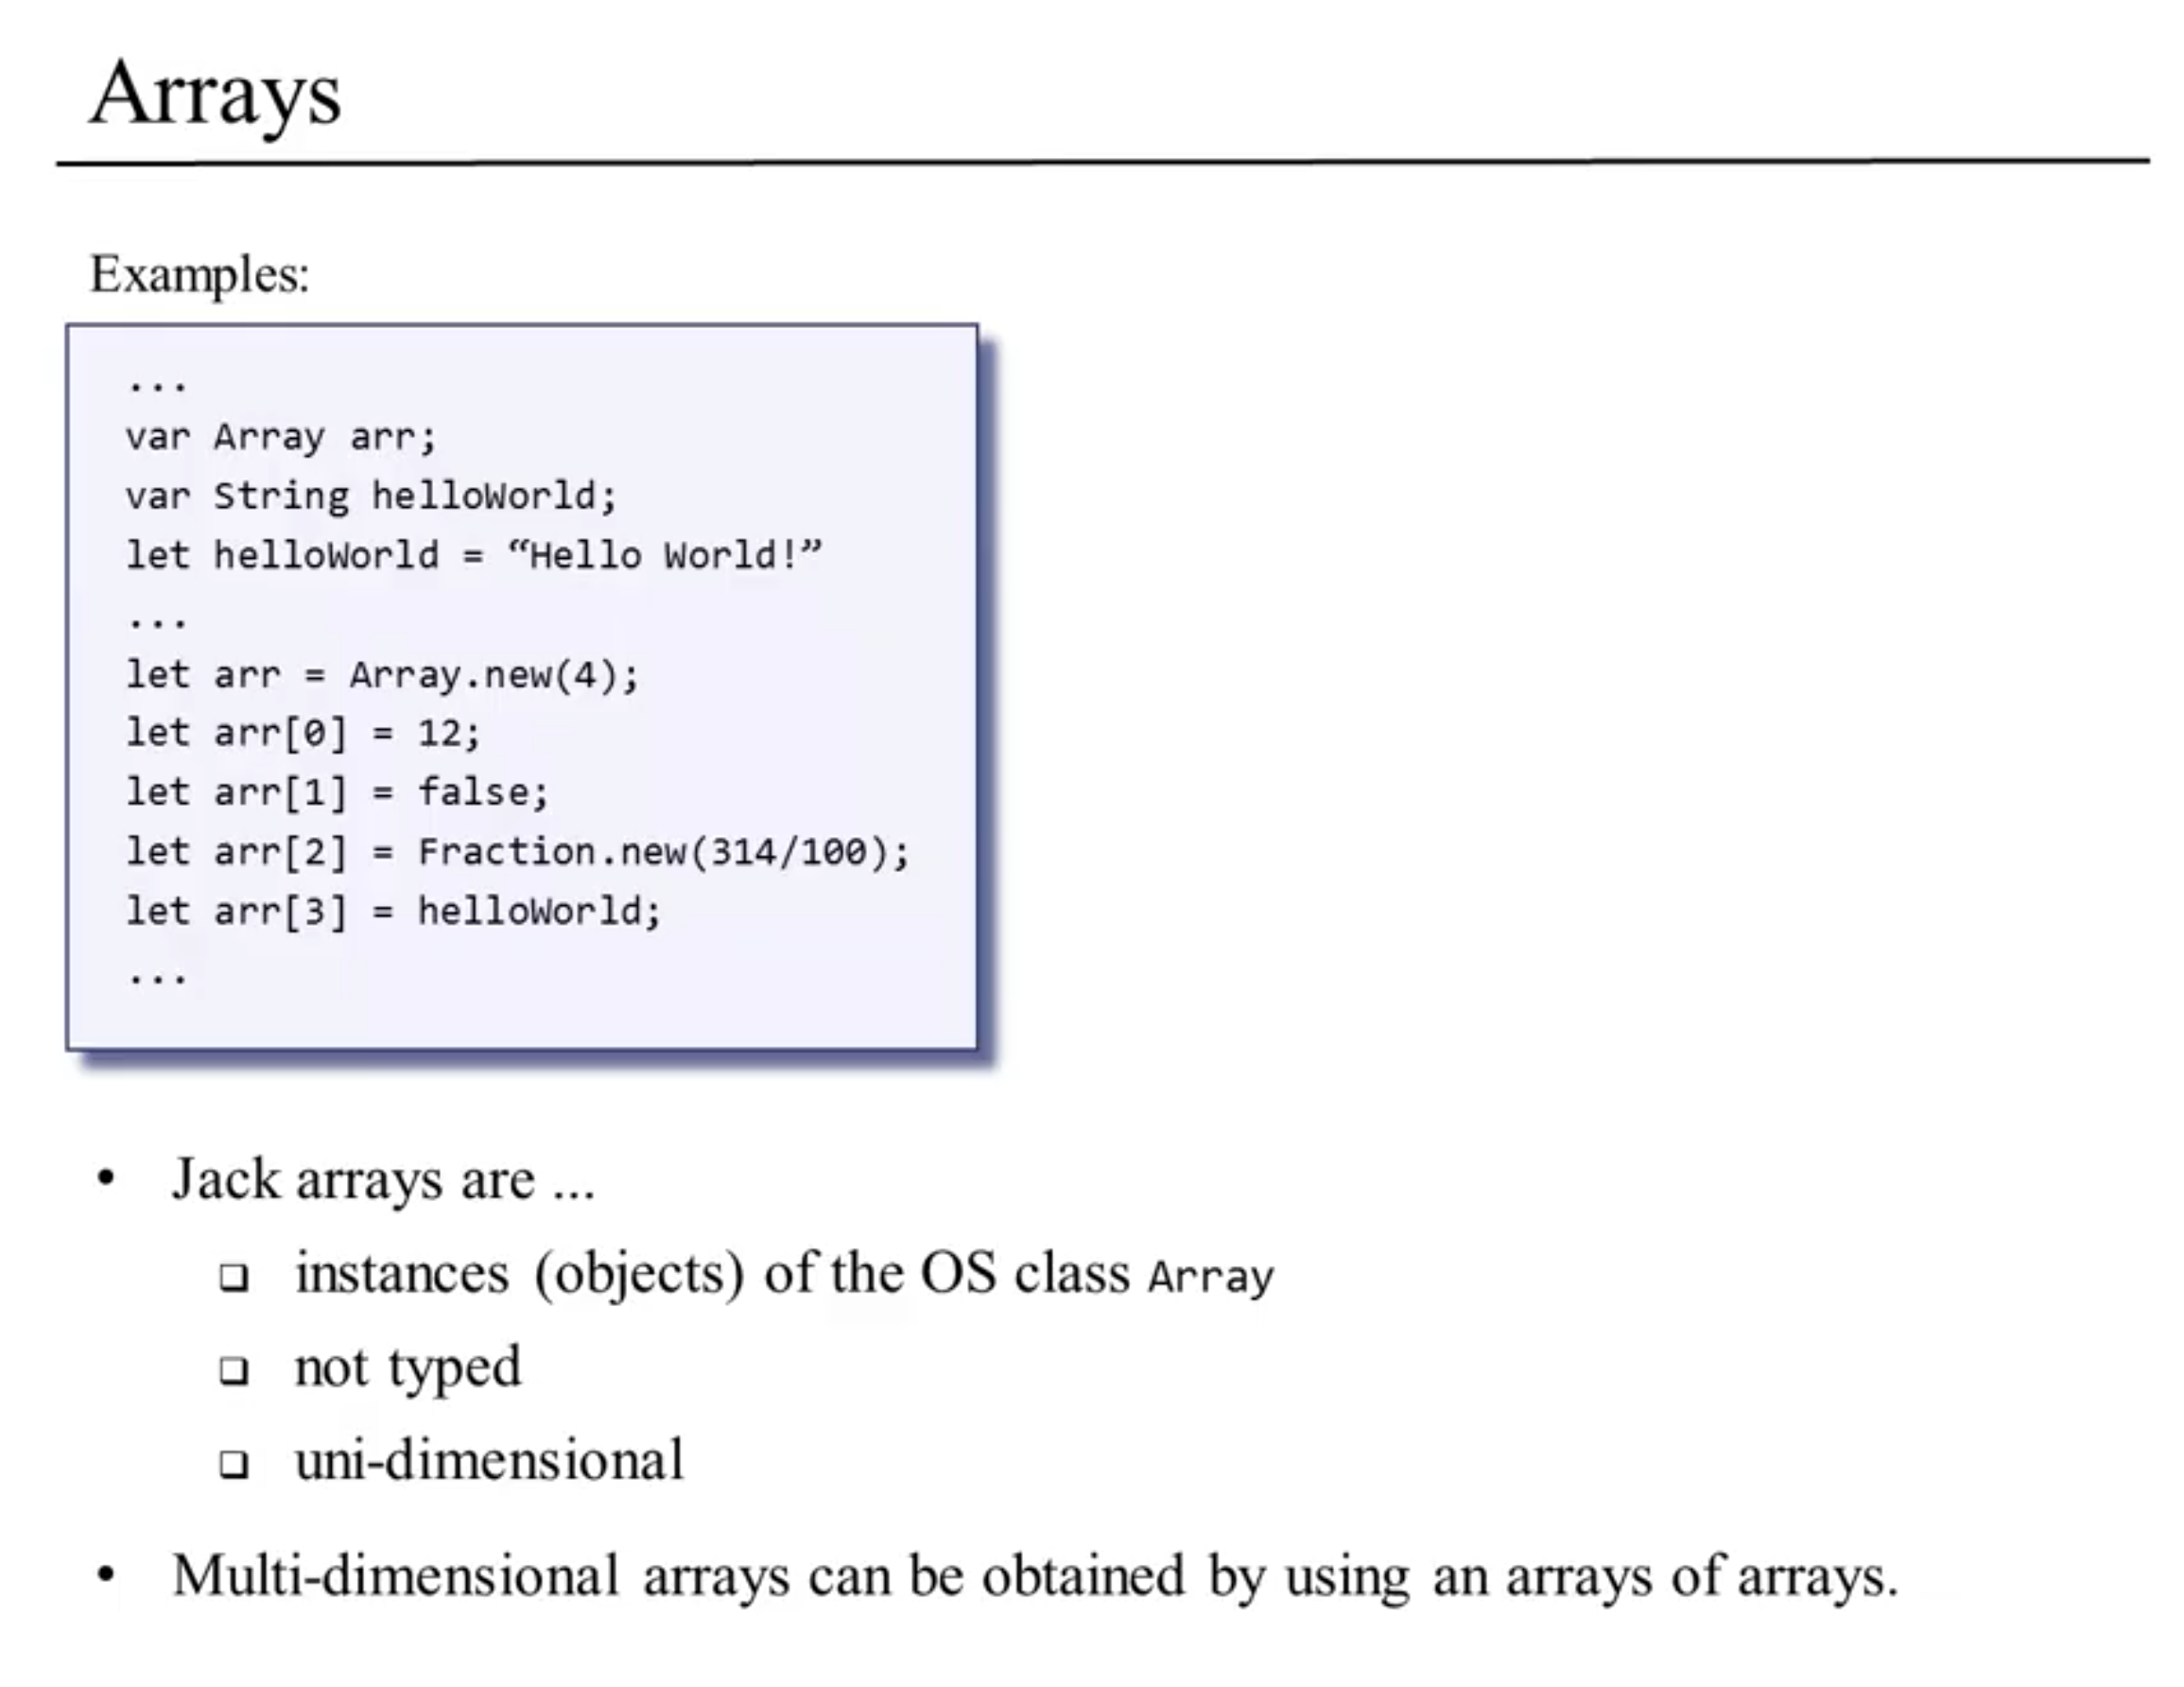 Arrays
Examples:
...
var Array arr;
var String helloWorld;
let helloWorld = “Hello World!”
...
let arr = Array.new(4);
let arr[0] = 12;
let arr[1] = false;
let arr[2] = Fraction.new(314/100);
let arr[3] = helloWorld;
...
• Jack arrays are ...
❑ instances (objects) of the OS class Array
❑ not typed
❑ uni-dimensional
• Multi-dimensional arrays can be obtained by using an arrays of arrays.